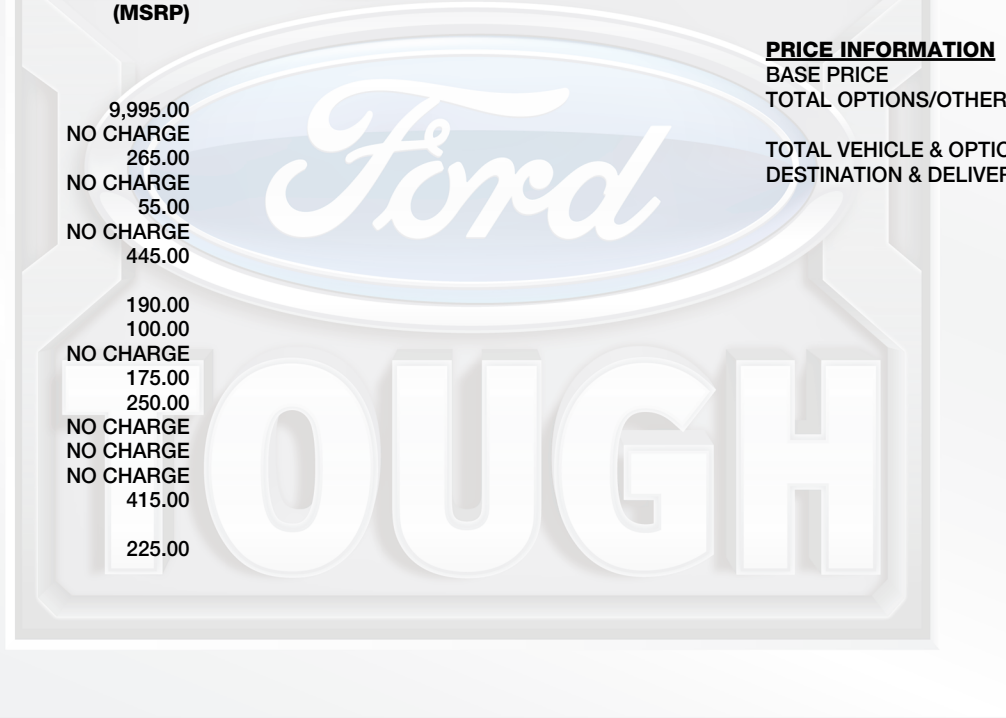 (MSRP)
9,995.00
NO CHARGE
265.00
NO CHARGE
55.00
NO CHARGE
445.00
190.00
100.00
NO CHARGE
175.00
250.00
NO CHARGE
NO CHARGE
NO CHARGE
415.00
225.00
PRICE INFORMATION
BASE PRICE
TOTAL OPTIONS/OTHER
TOTAL VEHICLE & OPTIO
DESTINATION & DELIVER
Ford
TOUGH